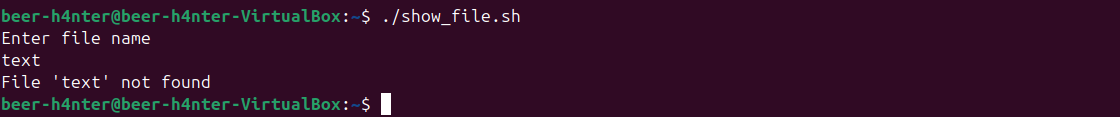 beer-h4nter@beer-h4nter-VirtualBox:~$ ./show_file.sh
Enter file name
text
File 'text' not found
beer-h4nter@beer-h4nter-VirtualBox:~$